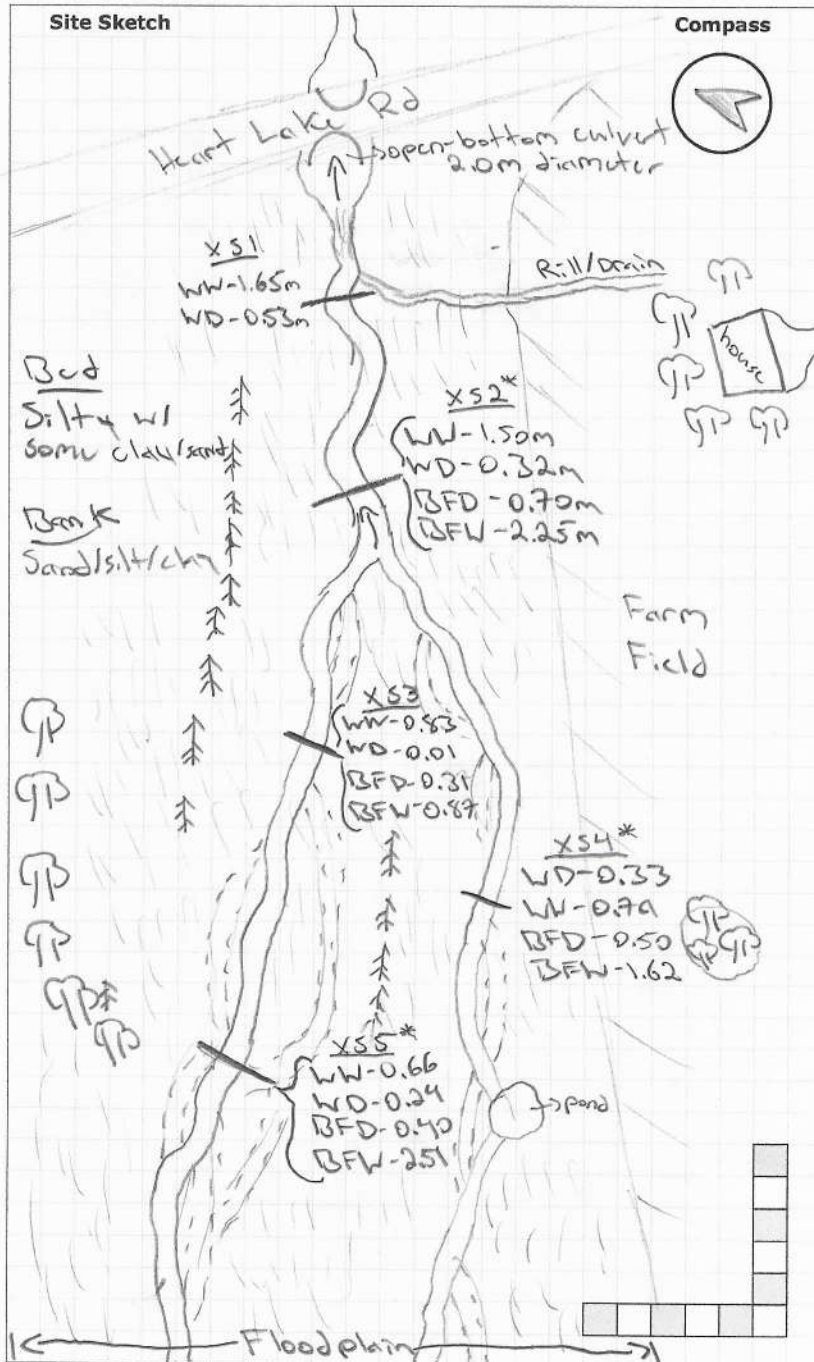 Site Sketch
Compass
Heart Lake Rd
open-bottom culvert
2.0m diameter
XS1
WW-1.65m
WD-0.53m
Rill/Drain
house
Bed
Silty w/
some clay/sand
Bank
Sand/silt/clay
XS2*
WW-1.50m
WD-0.32m
BFD-0.70m
BFW-2.25m
Farm
Field
XS3
WW-0.83
WD-0.01
BFD-0.31
BFW-0.87
XS4*
WD-0.33
WW-0.79
BFD-0.50
BFW-1.62
XS5*
WW-0.66
WD-0.24
BFD-0.40
BFW-2.51
pond
Floodplain